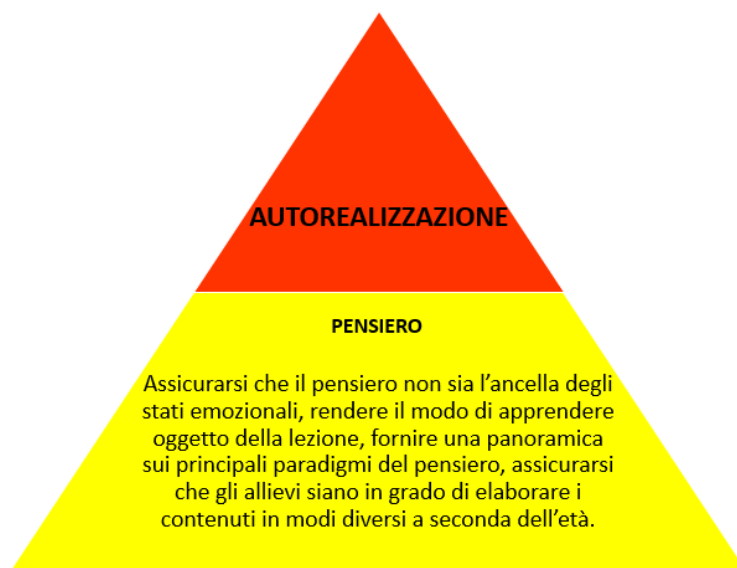 AUTOREALIZZAZIONE
PENSIERO
Assicurarsi che il pensiero non sia l’ancella degli
stati emozionali, rendere il modo di apprendere
oggetto della lezione, fornire una panoramica
sui principali paradigmi del pensiero, assicurarsi
che gli allievi siano in grado di elaborare i
contenuti in modi diversi a seconda dell’età.